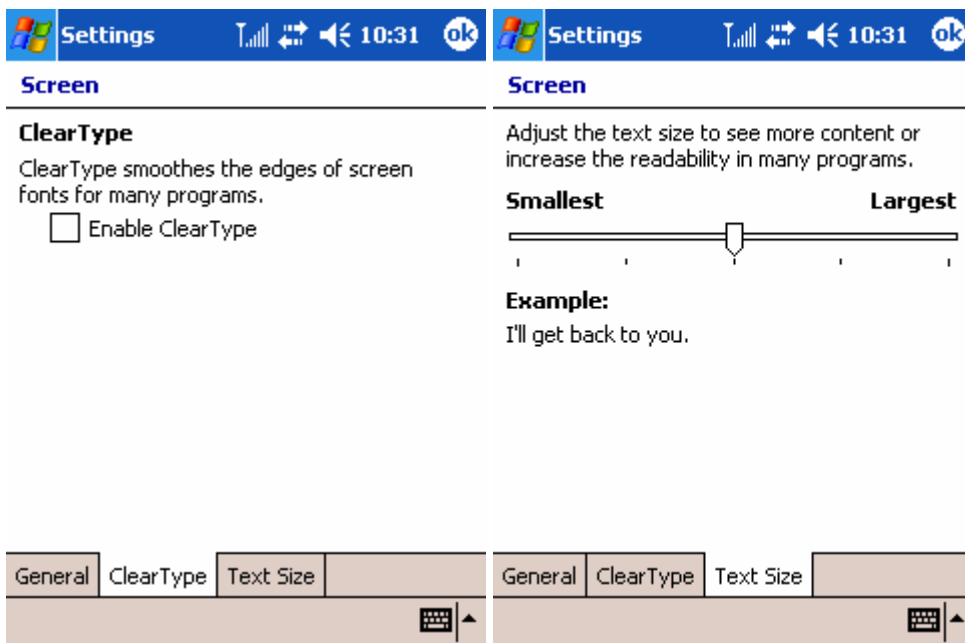 Settings 10:31 ok
Screen
ClearType
ClearType smoothes the edges of screen
fonts for many programs.
Enable ClearType
General ClearType Text Size
Settings 10:31 ok
Screen
Adjust the text size to see more content or
increase the readability in many programs.
Smallest Largest
Example:
I'll get back to you.
General ClearType Text Size